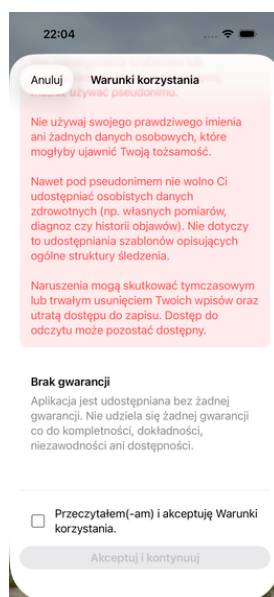 22:04
Anuluj
Warunki korzystania
używać pseudonimu.
Nie używaj swojego prawdziwego imienia
ani żadnych danych osobowych, które
mogłyby ujawnić Twoją tożsamość.
Nawet pod pseudonimem nie wolno Ci
udostępniać osobistych danych
zdrowotnych (np. własnych pomiarów,
diagnoz czy historii objawów). Nie dotyczy
to udostępniania szablonów opisujących
ogólne struktury śledzenia.
Naruszenia mogą skutkować tymczasowym
lub trwałym usunięciem Twoich wpisów oraz
utratą dostępu do zapisu. Dostęp do
odczytu może pozostać dostępny.
Brak gwarancji
Aplikacja jest udostępniana bez żadnej
gwarancji. Nie udziela się żadnej gwarancji
co do kompletności, dokładności,
niezawodności ani dostępności.
Przeczytałem(-am) i akceptuję Warunki
korzystania.
Akceptuj i kontynuuj